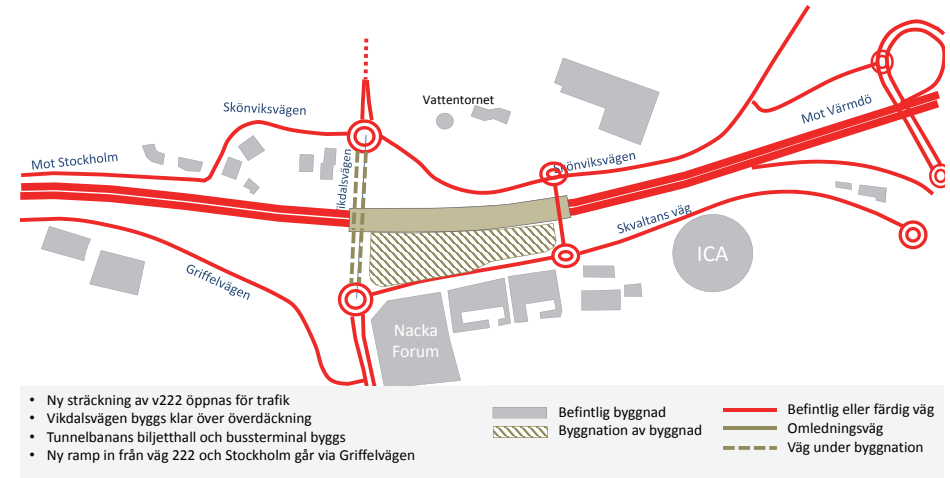 Skönviksvägen
Vattentornet
Mot Värmdö
Mot Stockholm
Vikdalsvägen
Skönviksvägen
Skvaltans väg
ICA
Griffelvägen
Nacka
Forum
• Ny sträckning av v222 öppnas för trafik
• Vikdalsvägen byggs klar över överdäckning
• Tunnelbanans biljetthall och bussterminal byggs
• Ny ramp in från väg 222 och Stockholm går via Griffelvägen
Befintlig byggnad
Byggnation av byggnad
Befintlig eller färdig väg
Omledningsväg
Väg under byggnation